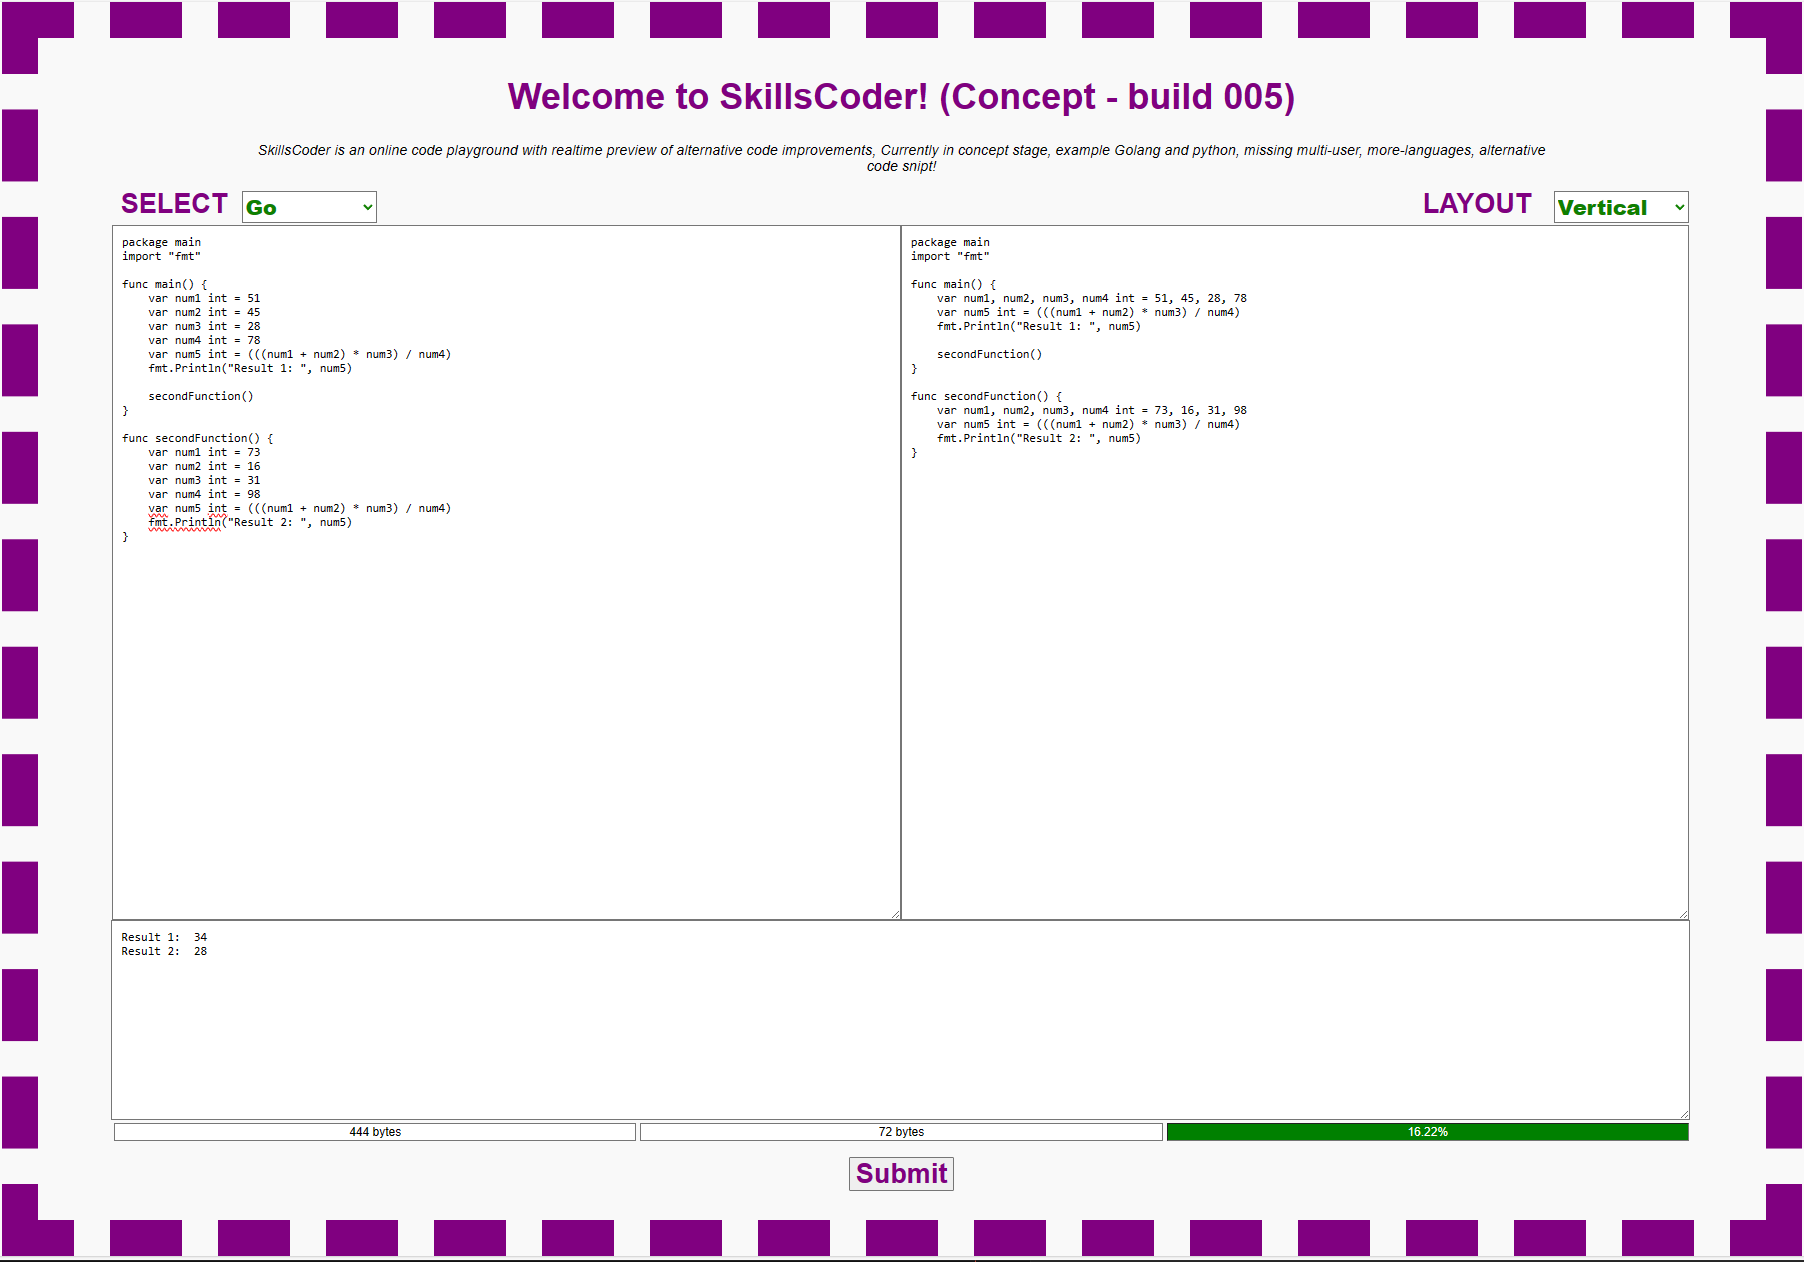 Welcome to SkillsCoder! (Concept - build 005)
SkillsCoder is an online code playground with realtime preview of alternative code improvements, Currently in concept stage, example Golang and python, missing multi-user, more-languages, alternative
code snipt!
SELECT Go LAYOUT Vertical
package main
import "fmt"

func main() {
    var num1 int = 51
    var num2 int = 45
    var num3 int = 28
    var num4 int = 78
    var num5 int = (((num1 + num2) * num3) / num4)
    fmt.Println("Result 1: ", num5)

    secondFunction()
}

func secondFunction() {
    var num1 int = 73
    var num2 int = 16
    var num3 int = 31
    var num4 int = 98
    var num5 int = (((num1 + num2) * num3) / num4)
    fmt.Println("Result 2: ", num5)
}
package main
import "fmt"

func main() {
    var num1, num2, num3, num4 int = 51, 45, 28, 78
    var num5 int = (((num1 + num2) * num3) / num4)
    fmt.Println("Result 1: ", num5)

    secondFunction()
}

func secondFunction() {
    var num1, num2, num3, num4 int = 73, 16, 31, 98
    var num5 int = (((num1 + num2) * num3) / num4)
    fmt.Println("Result 2: ", num5)
}
Result 1:  34
Result 2:  28
444 bytes 72 bytes 16.22%
Submit